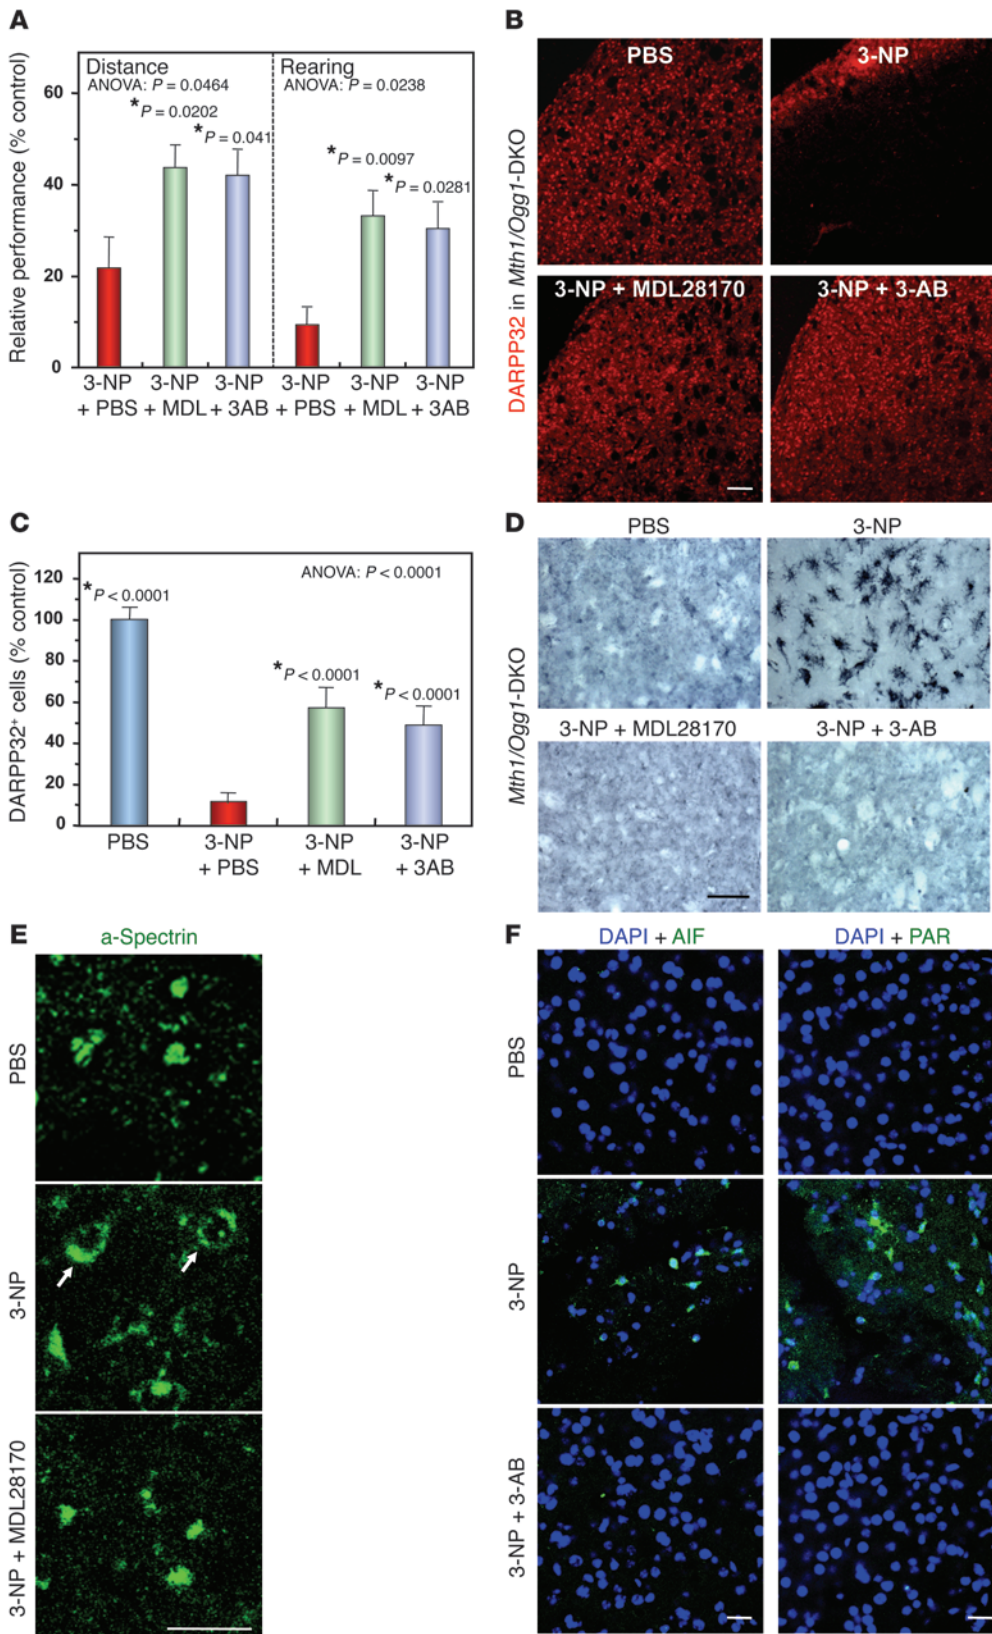 A
Relative performance (% control)
60
40
20
0
Distance
ANOVA: P = 0.0464
* P = 0.0202
* P = 0.041
Rearing
ANOVA: P = 0.0238
* P = 0.0097
* P = 0.0281
3-NP 3-NP 3-NP 3-NP 3-NP 3-NP
+ PBS + MDL + 3AB + PBS + MDL + 3AB
B
DARPP32 in Mth1/Ogg1-DKO
PBS
3-NP
3-NP + MDL28170
3-NP + 3-AB
C
DARPP32+ cells (% control)
120
100
80
60
40
20
0
ANOVA: P < 0.0001
* P < 0.0001
* P < 0.0001
* P < 0.0001
PBS 3-NP 3-NP 3-NP
+ PBS + MDL + 3AB
D
Mth1/Ogg1-DKO
PBS
3-NP
3-NP + MDL28170
3-NP + 3-AB
E
a-Spectrin
PBS
3-NP
3-NP + MDL28170
F
DAPI + AIF
DAPI + PAR
PBS
3-NP
3-NP + 3-AB